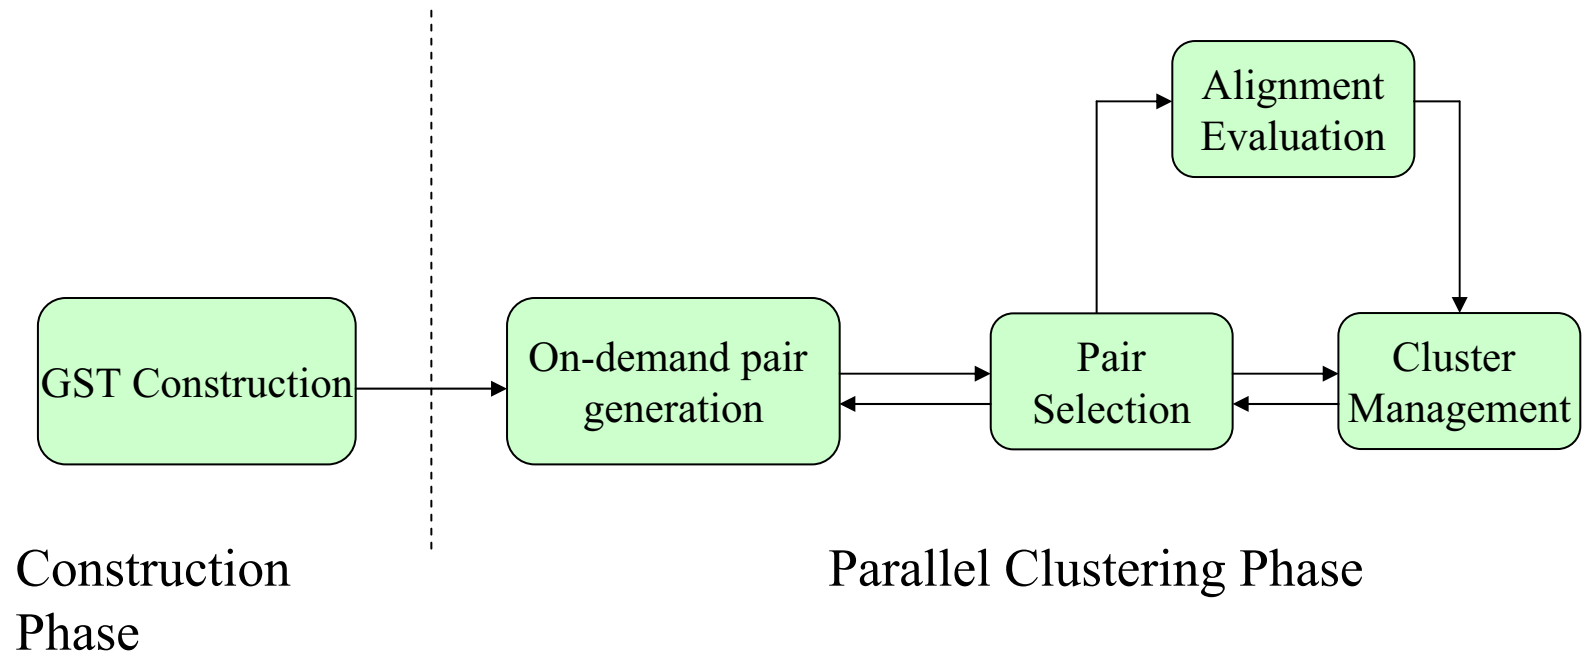 Alignment
Evaluation
GST Construction
On-demand pair
generation
Pair
Selection
Cluster
Management
Construction
Phase
Parallel Clustering Phase